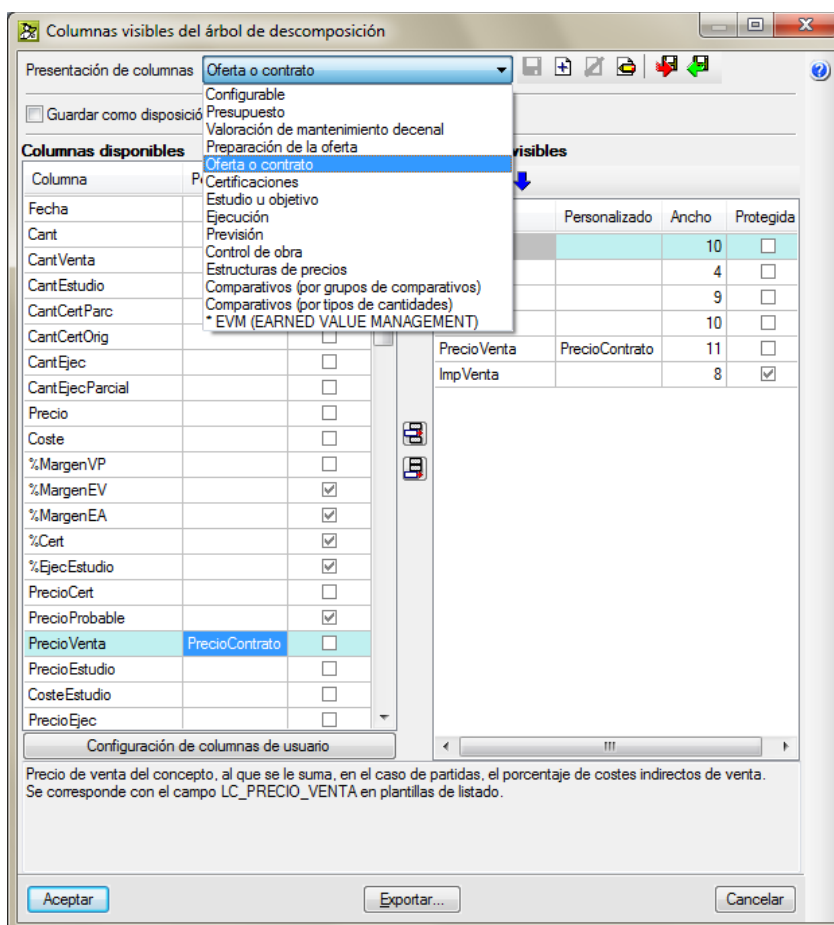 Columnas visibles del árbol de descomposición
Presentación de columnas Oferta o contrato
Configurable
Guardar como disposició
Presupuesto
Valoración de mantenimiento decenal
Preparación de la oferta
Oferta o contrato
Certificaciones
Estudio u objetivo
Ejecución
Previsión
Control de obra
Estructuras de precios
Comparativos (por grupos de comparativos)
Comparativos (por tipos de cantidades)
* EVM (EARNED VALUE MANAGEMENT)
Columnas disponibles
visibles
Columna
Fecha
Cant
CantVenta
CantEstudio
CantCertParc
CantCertOrig
CantEjec
CantEjecParcial
Precio
Coste
%MargenVP
%MargenEV
%MargenEA
%Cert
%EjecEstudio
PrecioCert
PrecioProbable
PrecioVenta PrecioContrato
PrecioEstudio
CosteEstudio
PrecioEjec
Configuración de columnas de usuario
Personalizado Ancho Protegida
10
4
9
10
PrecioVenta PrecioContrato 11
ImpVenta 8
Precio de venta del concepto, al que se le suma, en el caso de partidas, el porcentaje de costes indirectos de venta.
Se corresponde con el campo LC_PRECIO_VENTA en plantillas de listado.
Aceptar Exportar... Cancelar